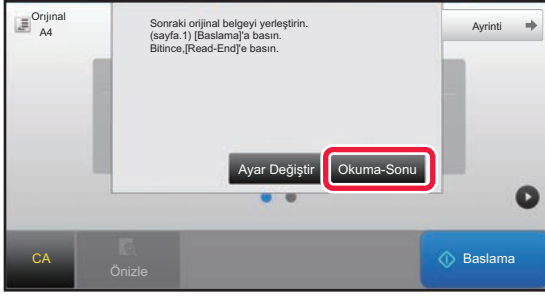 Orijinal
A4
Sonraki orijinal belgeyi yerleştirin.
(sayfa.1) [Baslama]'a basın.
Bitince,[Read-End]'e basın.
Ayrinti
Ayar Değiştir
Okuma-Sonu
CA
Önizle
Baslama